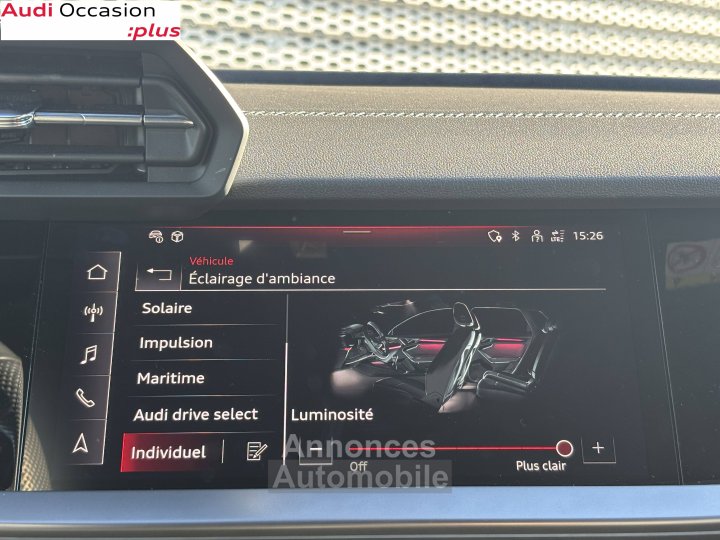 Audi Occasion
:plus
15:26
Véhicule
Éclairage d'ambiance
Solaire
Impulsion
Maritime
Audi drive select
Individuel
Luminosité
Off
Plus clair
Annonces
Automobile